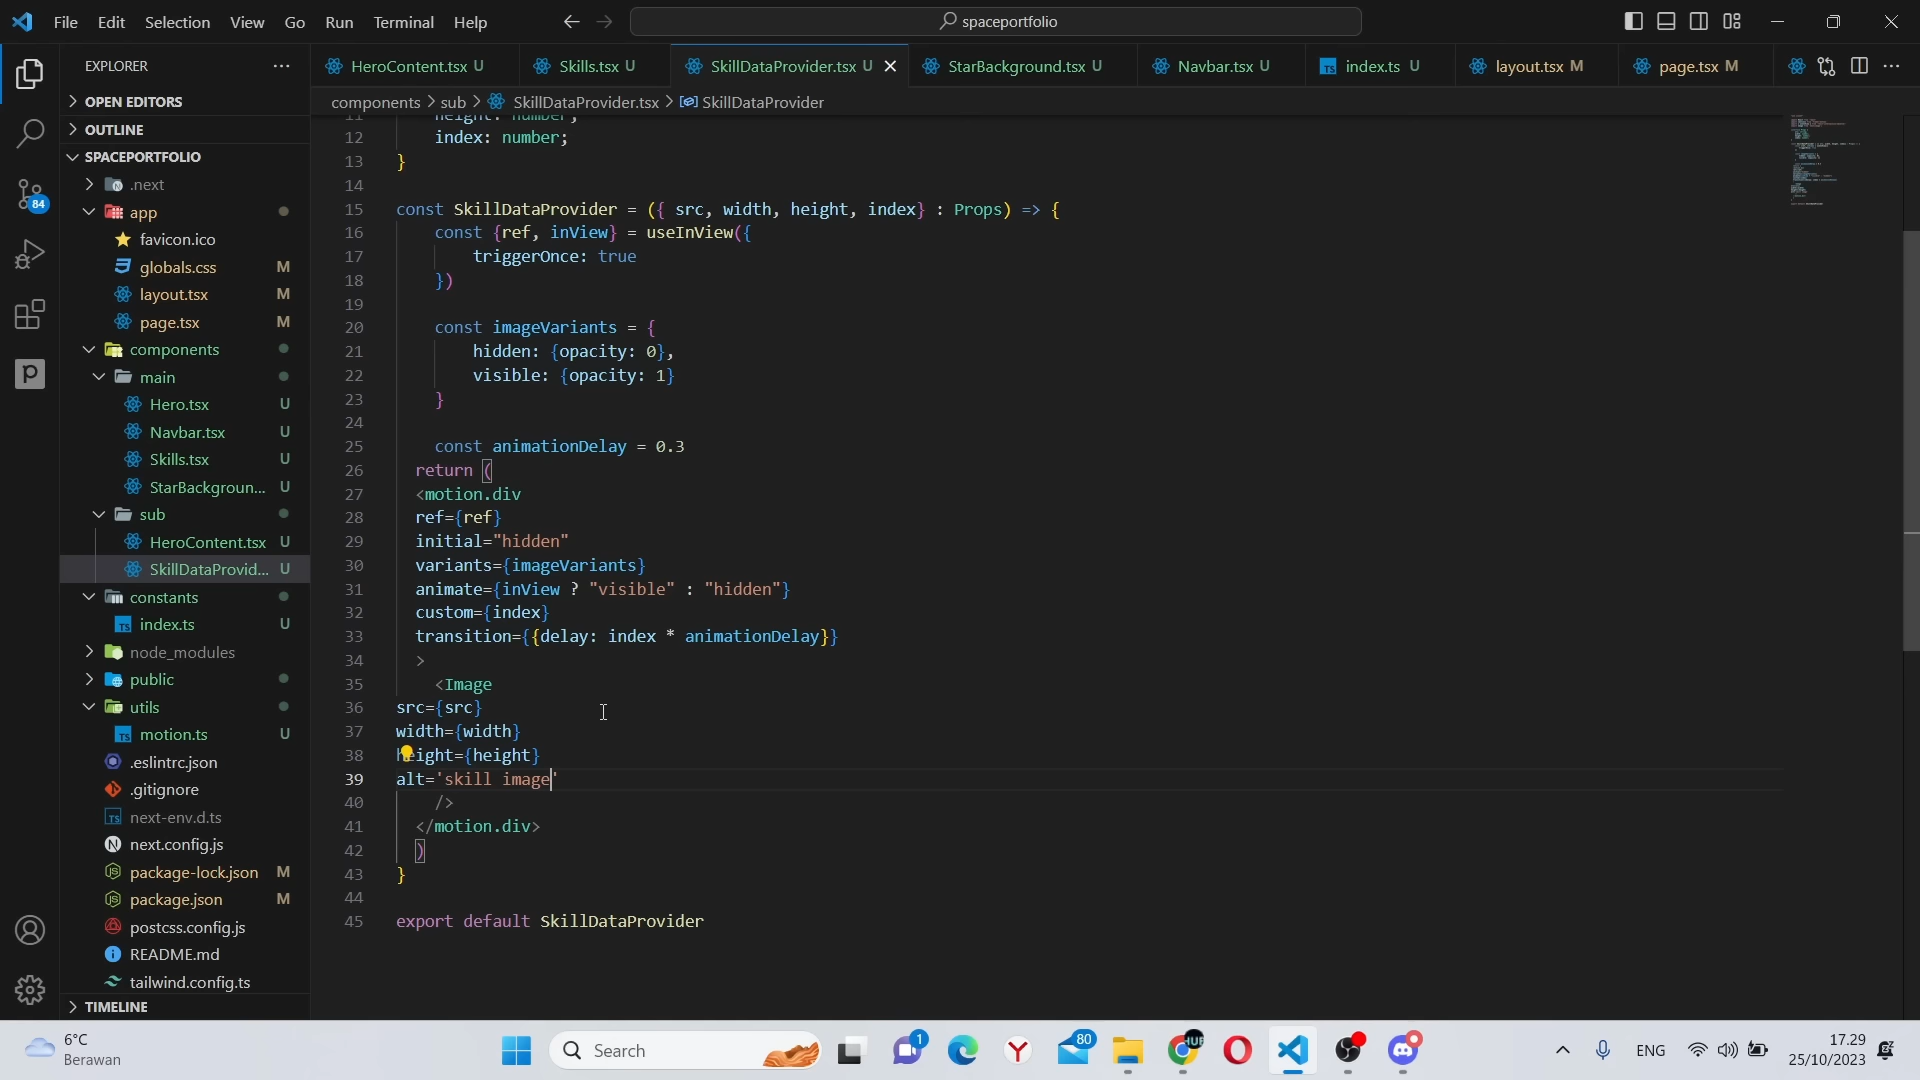 File Edit Selection View Go Run Terminal Help
spaceportfolio
EXPLORER
HeroContent.tsx U
Skills.tsx U
SkillDataProvider.tsx U
StarBackground.tsx U
Navbar.tsx U
index.ts U
layout.tsx M
page.tsx M
components > sub > SkillDataProvider.tsx > SkillDataProvider
OPEN EDITORS
OUTLINE
SPACEPORTFOLIO
.next
app
favicon.ico
globals.css M
layout.tsx M
page.tsx M
components
main
Hero.tsx U
Navbar.tsx U
Skills.tsx U
StarBackgroun... U
sub
HeroContent.tsx U
SkillDataProvid... U
constants
index.ts U
node_modules
public
utils
motion.ts U
.eslintrc.json
.gitignore
next-env.d.ts
next.config.js
package-lock.json M
package.json M
postcss.config.js
README.md
tailwind.config.ts
TIMELINE
84
11 height: number;
12 index: number;
13 }
14
15 const SkillDataProvider = ({ src, width, height, index} : Props) => {
16 const {ref, inView} = useInView({
17 triggerOnce: true
18 })
19
20 const imageVariants = {
21 hidden: {opacity: 0},
22 visible: {opacity: 1}
23 }
24
25 const animationDelay = 0.3
26 return (
27 <motion.div
28 ref={ref}
29 initial="hidden"
30 variants={imageVariants}
31 animate={inView ? "visible" : "hidden"}
32 custom={index}
33 transition={{delay: index * animationDelay}}
34 >
35 <Image
36 src={src}
37 width={width}
38 height={height}
39 alt='skill image'
40 />
41 </motion.div>
42 )
43 }
44
45 export default SkillDataProvider
6°C
Berawan
Search
1
80
ENG
17.29
25/10/2023